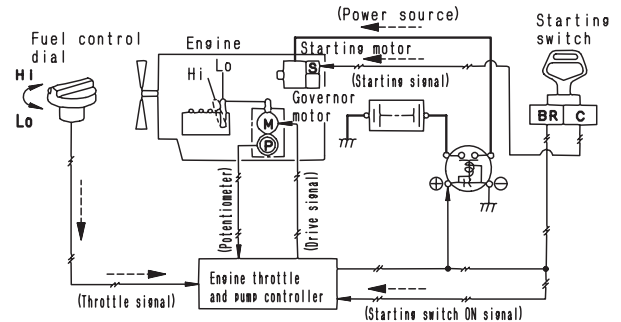 (Power source)
Starting
switch
Fuel control
dial
Engine
Starting motor
Hi
Lo
Hi
Lo
S
(Starting signal)
Governor
motor
M
P
BR
C
(Potentiometer)
(Drive signal)
Engine throttle
and pump controller
(Throttle signal)
(Starting switch ON signal)